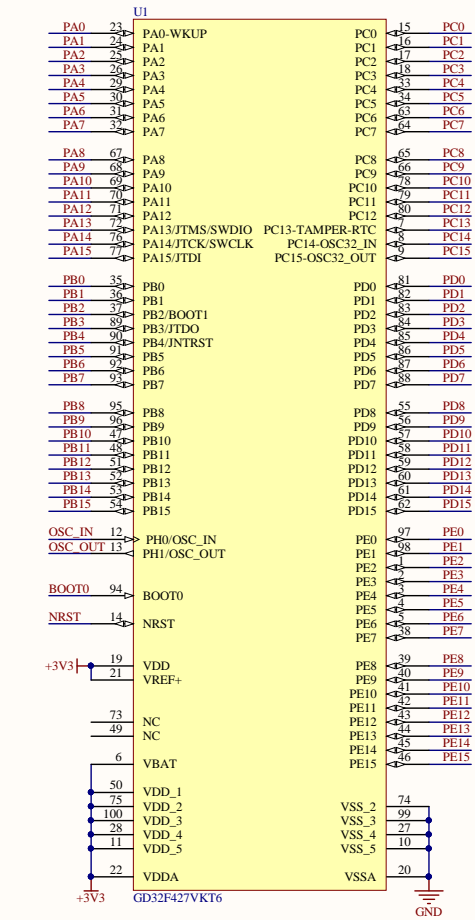 U1
PA0 23 PA0-WKUP PC0 15 PC0
PA1 24 PA1 PC1 16 PC1
PA2 25 PA2 PC2 17 PC2
PA3 26 PA3 PC3 18 PC3
PA4 29 PA4 PC4 33 PC4
PA5 30 PA5 PC5 34 PC5
PA6 31 PA6 PC6 63 PC6
PA7 32 PA7 PC7 64 PC7
PA8 67 PA8 PC8 65 PC8
PA9 68 PA9 PC9 66 PC9
PA10 69 PA10 PC10 78 PC10
PA11 70 PA11 PC11 79 PC11
PA12 71 PA12 PC12 80 PC12
PA13 72 PA13/JTMS/SWDIO PC13-TAMPER-RTC 7 PC13
PA14 76 PA14/JTCK/SWCLK PC14-OSC32_IN 8 PC14
PA15 77 PA15/JTDI PC15-OSC32_OUT 9 PC15
PB0 35 PB0 PD0 81 PD0
PB1 36 PB1 PD1 82 PD1
PB2 37 PB2/BOOT1 PD2 83 PD2
PB3 89 PB3/JTDO PD3 84 PD3
PB4 90 PB4/JNTRST PD4 85 PD4
PB5 91 PB5 PD5 86 PD5
PB6 92 PB6 PD6 87 PD6
PB7 93 PB7 PD7 88 PD7
PB8 95 PB8 PD8 55 PD8
PB9 96 PB9 PD9 56 PD9
PB10 47 PB10 PD10 57 PD10
PB11 48 PB11 PD11 58 PD11
PB12 51 PB12 PD12 59 PD12
PB13 52 PB13 PD13 60 PD13
PB14 53 PB14 PD14 61 PD14
PB15 54 PB15 PD15 62 PD15
OSC_IN 12 PH0/OSC_IN PE0 97 PE0
OSC_OUT 13 PH1/OSC_OUT PE1 98 PE1
PE2 1 PE2
PE3 2 PE3
BOOT0 94 BOOT0 PE4 3 PE4
PE5 4 PE5
NRST 14 NRST PE6 5 PE6
PE7 38 PE7
+3V3 19 VDD PE8 39 PE8
21 VREF+ PE9 40 PE9
PE10 41 PE10
PE11 42 PE11
73 NC PE12 43 PE12
49 NC PE13 44 PE13
PE14 45 PE14
6 VBAT PE15 46 PE15
50 VDD_1
75 VDD_2 VSS_2 74
100 VDD_3 VSS_3 99
28 VDD_4 VSS_4 27
11 VDD_5 VSS_5 10
22 VDDA VSSA 20
+3V3 GD32F427VKT6 GND